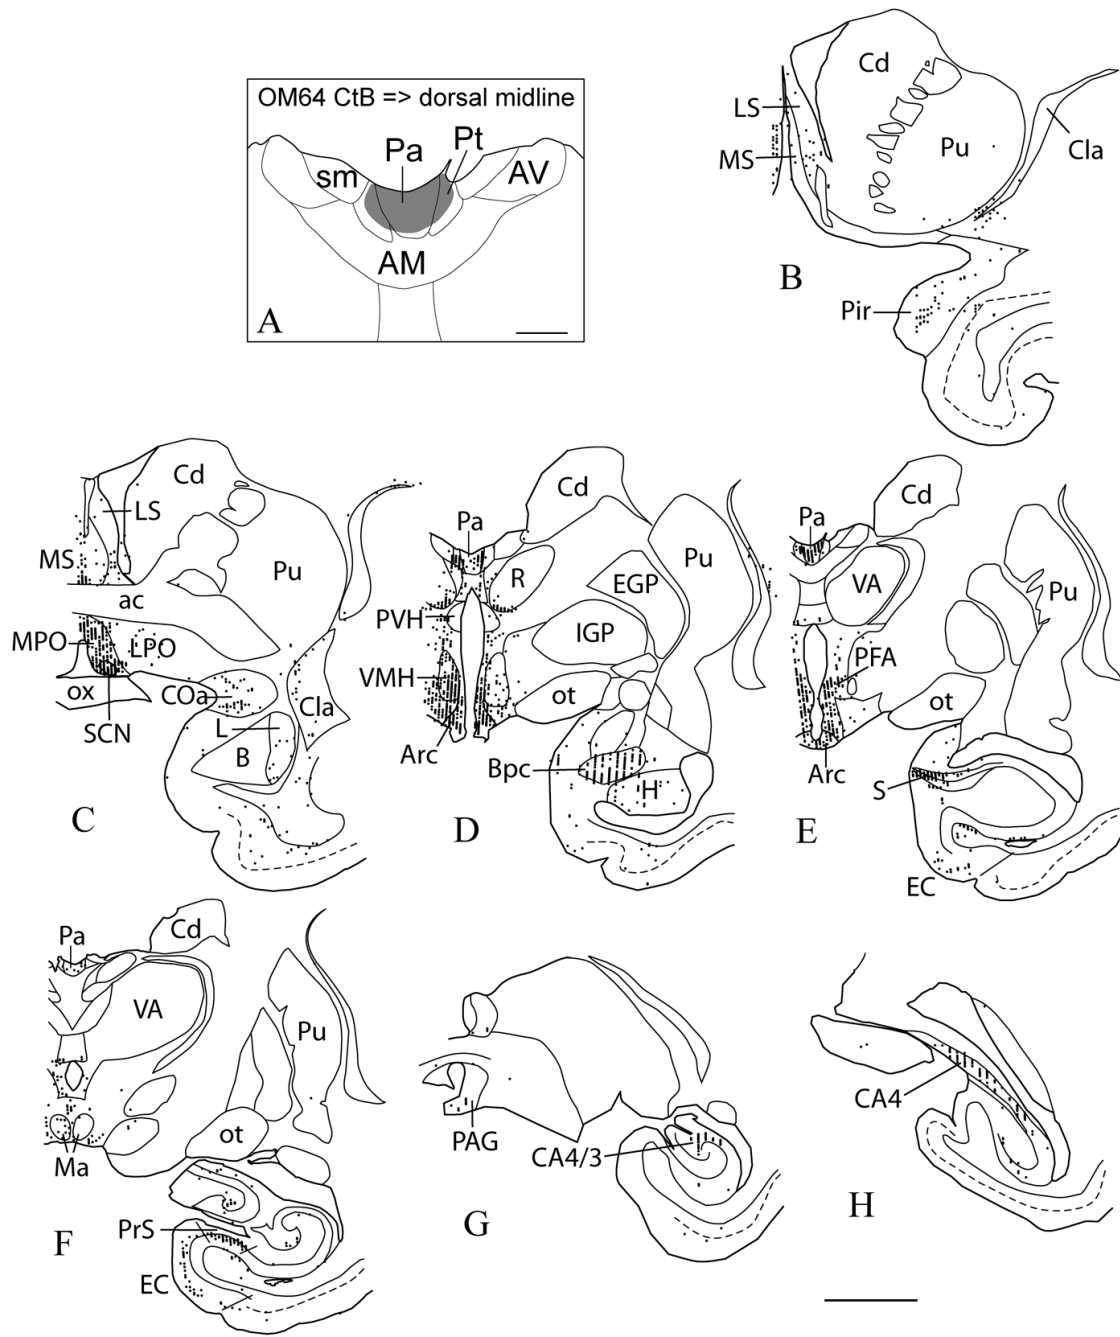 OM64 CtB => dorsal midline
Pa
Pt
sm
AV
AM
A
Cd
LS
MS
Pu
Cla
B
Pir
Cd
LS
MS
Pu
ac
MPO
LPO
ox
COa
Cla
SCN
L
B
C
Cd
Pa
Pu
R
EGP
PVH
IGP
VMH
ot
Arc
Bpc
H
D
Cd
Pa
VA
Pu
PFA
ot
Arc
S
E
EC
Cd
Pa
VA
Pu
ot
Ma
PrS
F
EC
PAG
CA4/3
G
CA4
H